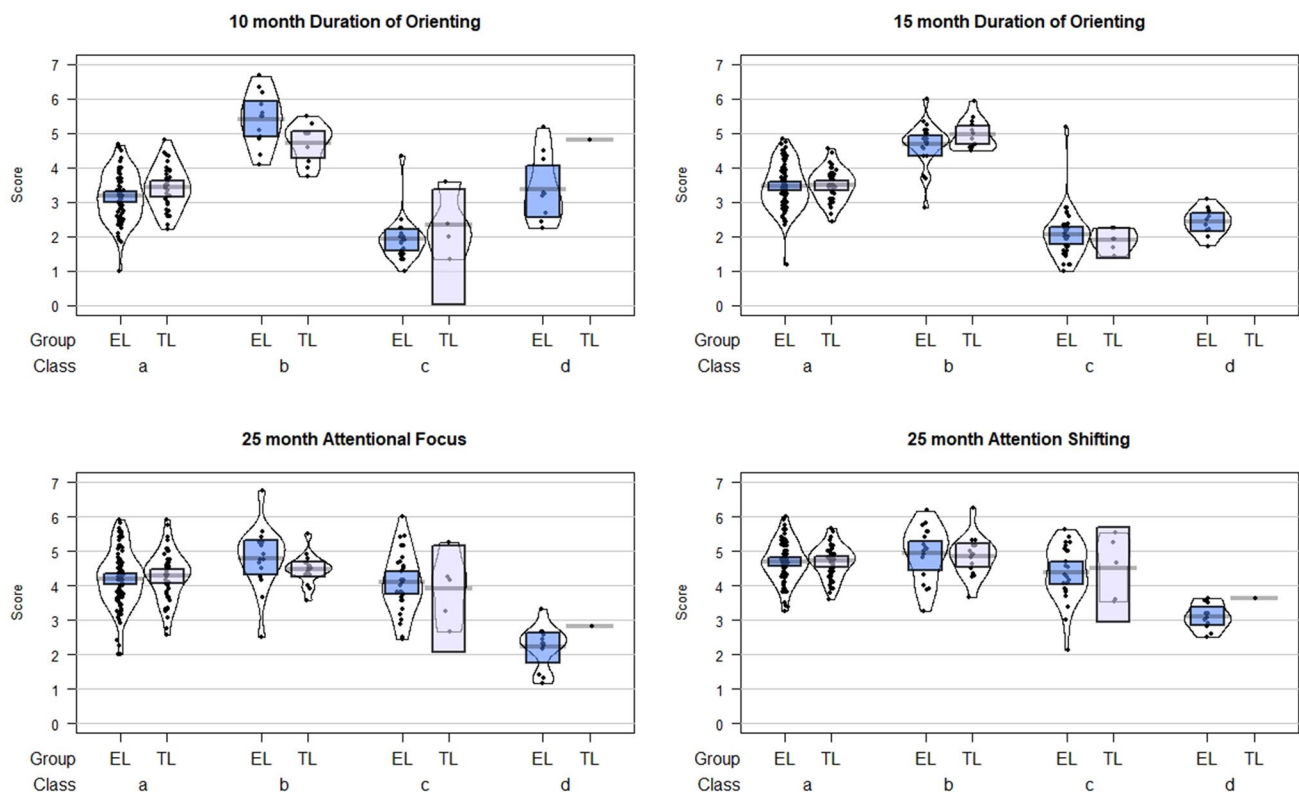 10 month Duration of Orienting
Score
7
6
5
4
3
2
1
0
Group EL TL EL TL EL TL EL TL
Class a b c d
15 month Duration of Orienting
Score
7
6
5
4
3
2
1
0
Group EL TL EL TL EL TL EL TL
Class a b c d
25 month Attentional Focus
Score
7
6
5
4
3
2
1
0
Group EL TL EL TL EL TL EL TL
Class a b c d
25 month Attention Shifting
Score
7
6
5
4
3
2
1
0
Group EL TL EL TL EL TL EL TL
Class a b c d